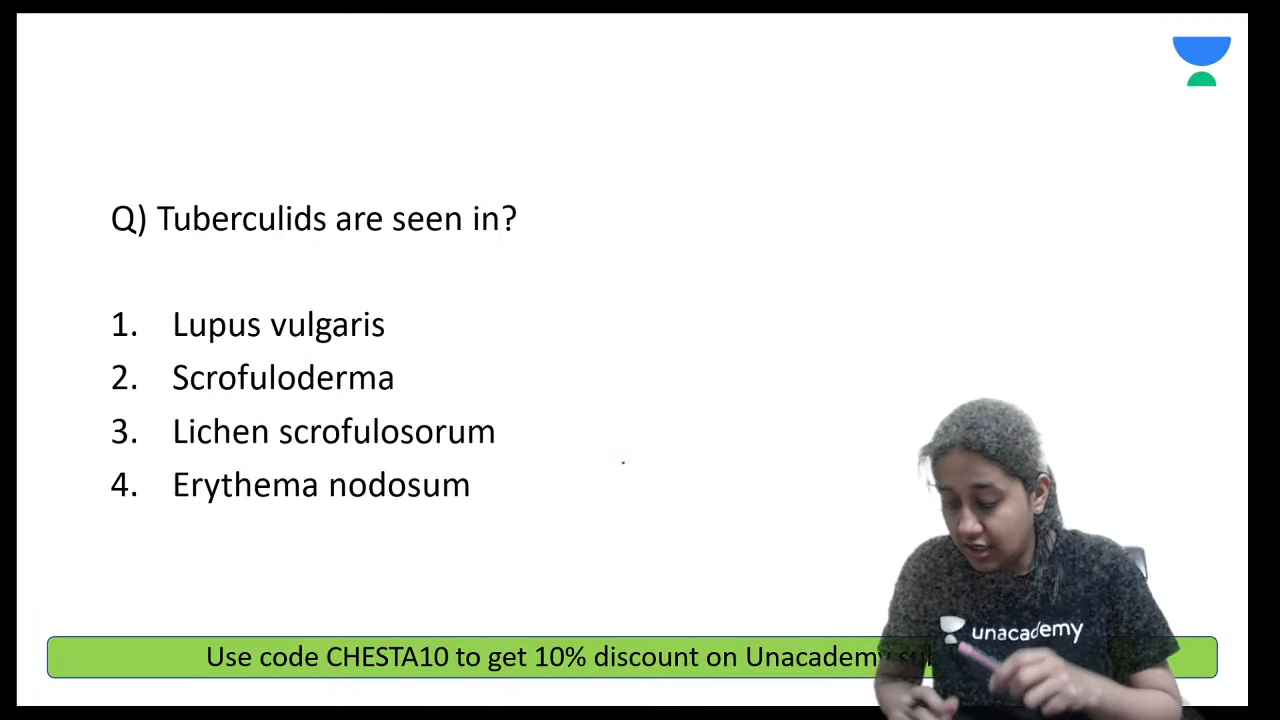 Q) Tuberculids are seen in?
1. Lupus vulgaris
2. Scrofuloderma
3. Lichen scrofulosorum
4. Erythema nodosum
unacademy
Use code CHESTA10 to get 10% discount on Unacademy